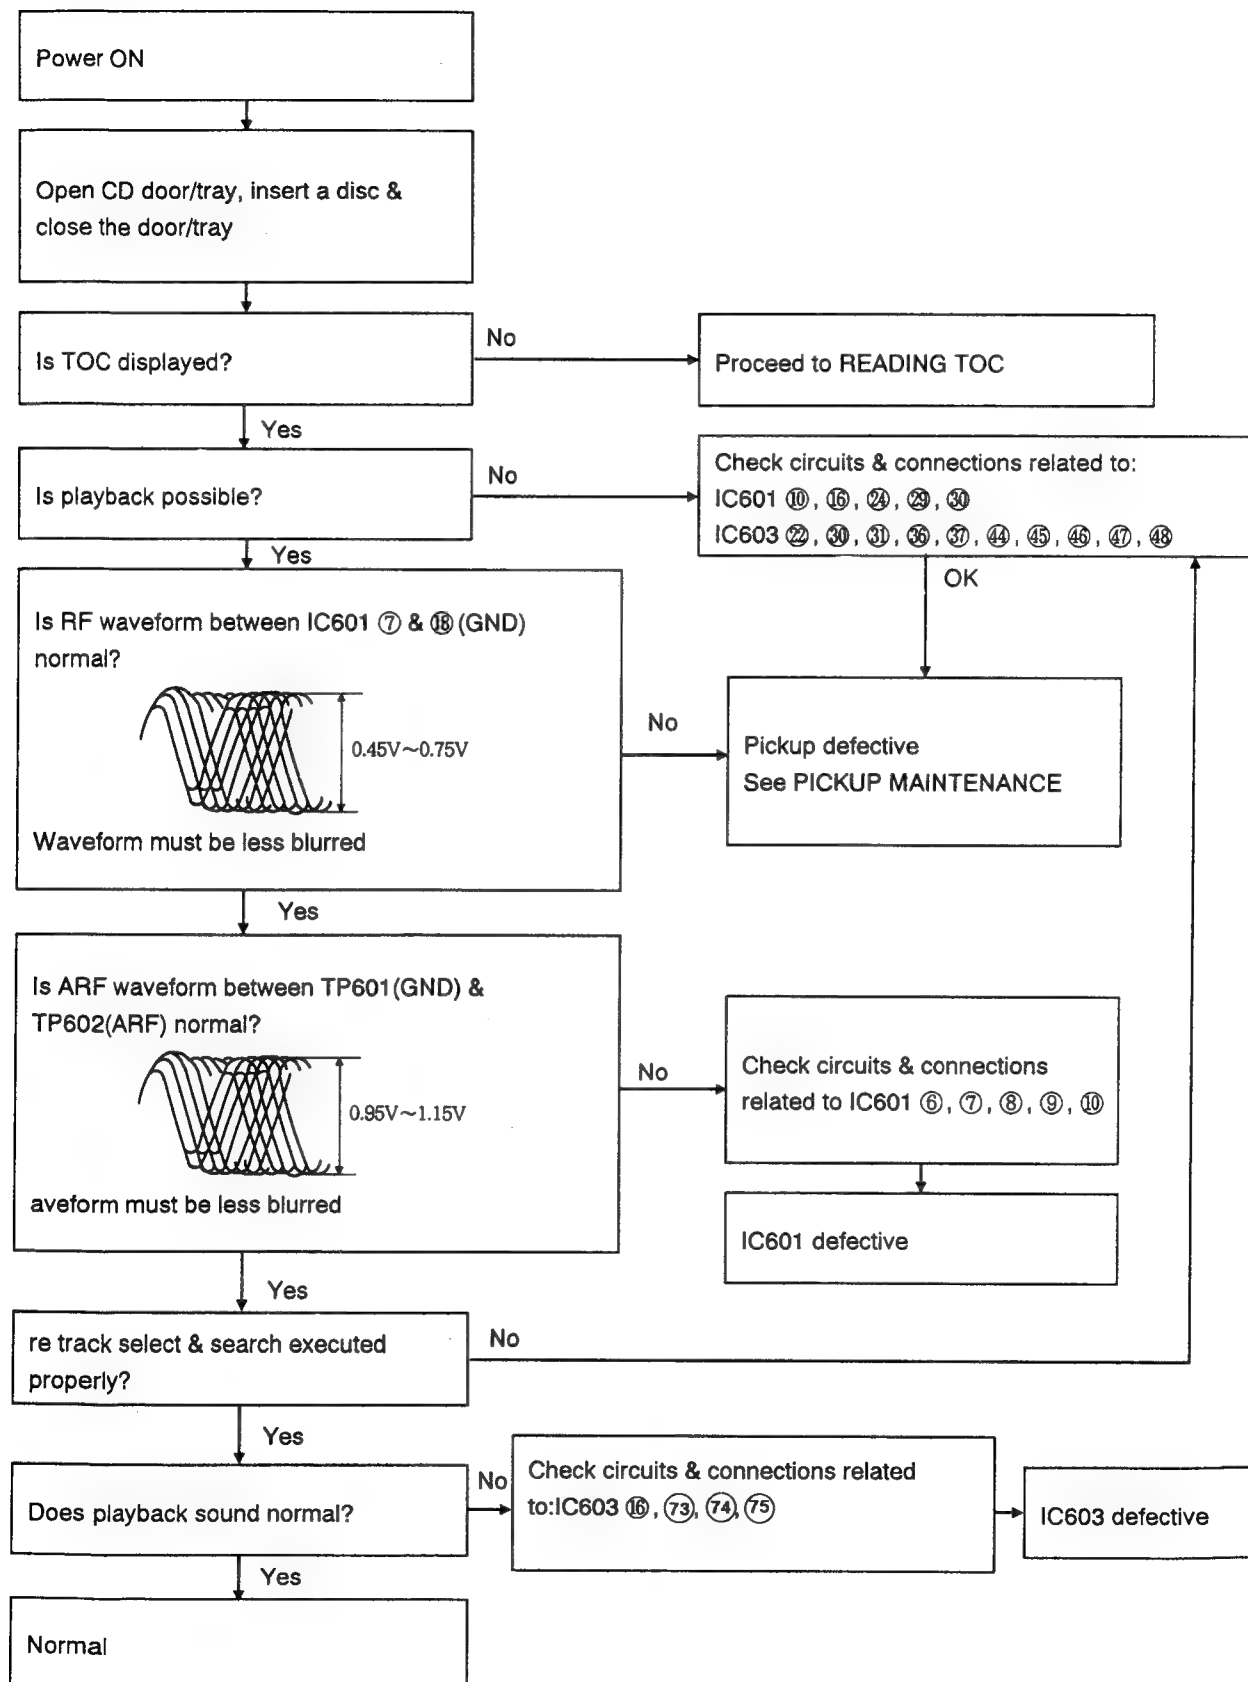 Power ON
Open CD door/tray, insert a disc &
close the door/tray
Is TOC displayed?
No
Proceed to READING TOC
Yes
Is playback possible?
No
Check circuits & connections related to:
IC601 ⑩, ⑯, ㉔, ㉙, ㉚
IC603 ㉒, ㉚, ㉛, ㊱, ㊲, ㊹, ㊺, ㊻, ㊼, ㊽
Yes
OK
Is RF waveform between IC601 ⑦ & ⑱ (GND)
normal?
0.45V~0.75V
Waveform must be less blurred
No
Pickup defective
See PICKUP MAINTENANCE
Yes
Is ARF waveform between TP601(GND) &
TP602(ARF) normal?
0.95V~1.15V
aveform must be less blurred
No
Check circuits & connections
related to IC601 ⑥, ⑦, ⑧, ⑨, ⑩
IC601 defective
Yes
re track select & search executed
properly?
No
Yes
Does playback sound normal?
No
Check circuits & connections related
to:IC603 ⑯, (73), (74), (75)
IC603 defective
Yes
Normal